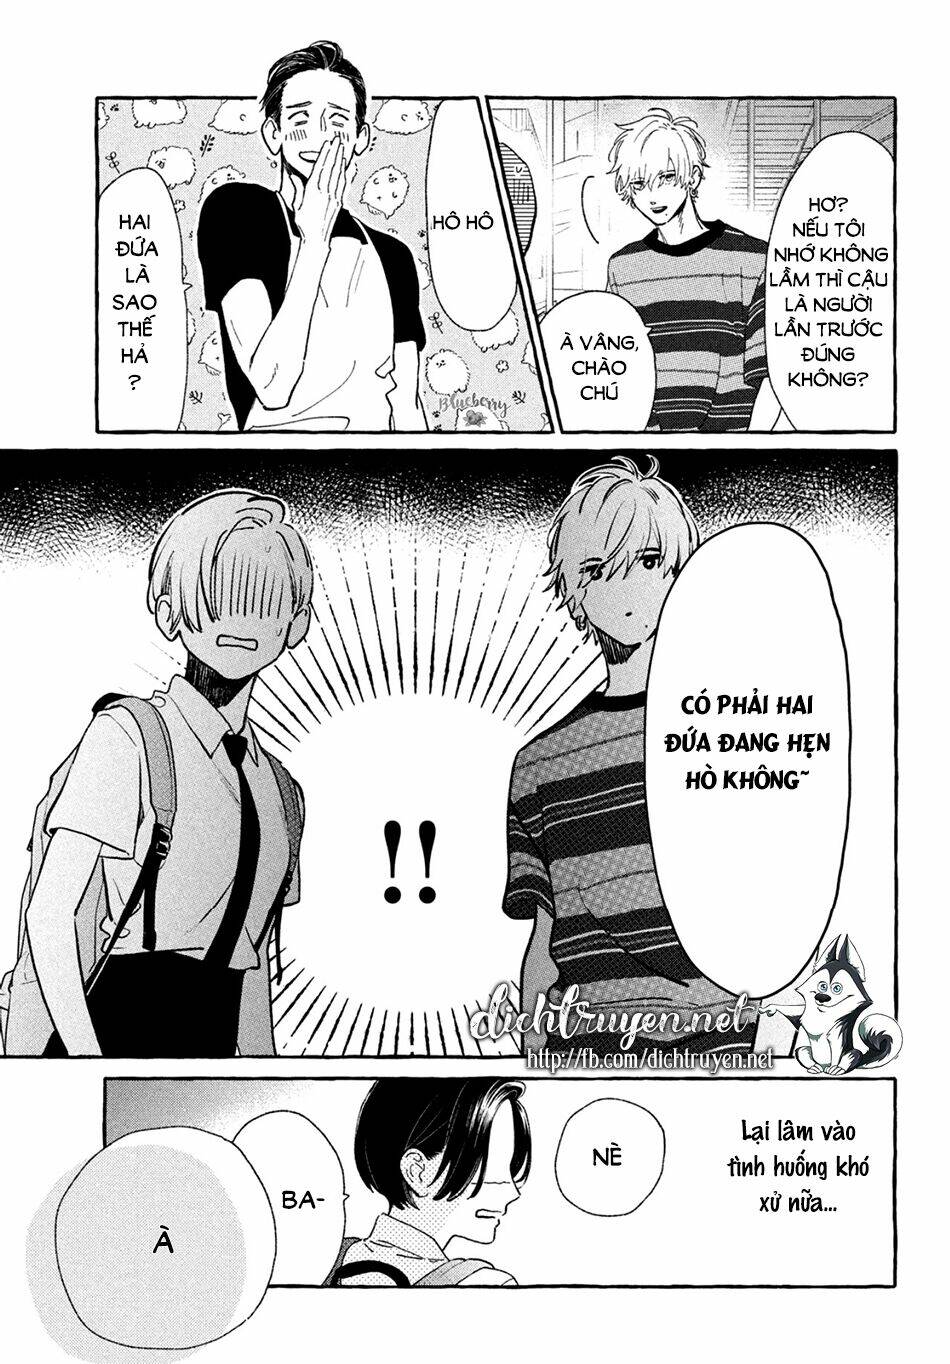 HƠ?
NẾU TÔI
NHỚ KHÔNG
LẦM THÌ CẬU
LÀ NGƯỜI
LẦN TRƯỚC
ĐÚNG
KHÔNG?
À VÂNG,
CHÀO
CHÚ
HÔ HÔ
HAI
ĐỨA
LÀ
SAO
THẾ
HẢ
?
Blueberry
CÓ PHẢI HAI
ĐỨA ĐANG HẸN
HÒ KHÔNG~
!!
dichtruyen.net
http://fb.com/dichtruyen.net
Lại lâm vào
tình huống khó
xử nữa...
NÈ
BA-
À